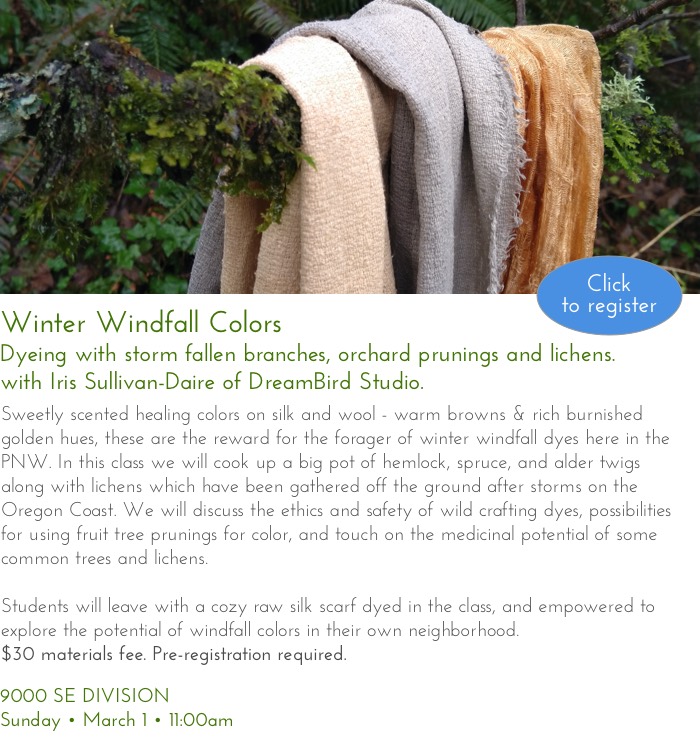 Click
to register
Winter Windfall Colors
Dyeing with storm fallen branches, orchard prunings and lichens.
with Iris Sullivan-Daire of DreamBird Studio.
Sweetly scented healing colors on silk and wool - warm browns & rich burnished
golden hues, these are the reward for the forager of winter windfall dyes here in the
PNW. In this class we will cook up a big pot of hemlock, spruce, and alder twigs
along with lichens which have been gathered off the ground after storms on the
Oregon Coast. We will discuss the ethics and safety of wild crafting dyes, possibilities
for using fruit tree prunings for color, and touch on the medicinal potential of some
common trees and lichens.
Students will leave with a cozy raw silk scarf dyed in the class, and empowered to
explore the potential of windfall colors in their own neighborhood.
$30 materials fee. Pre-registration required.
9000 SE DIVISION
Sunday • March 1 • 11:00am